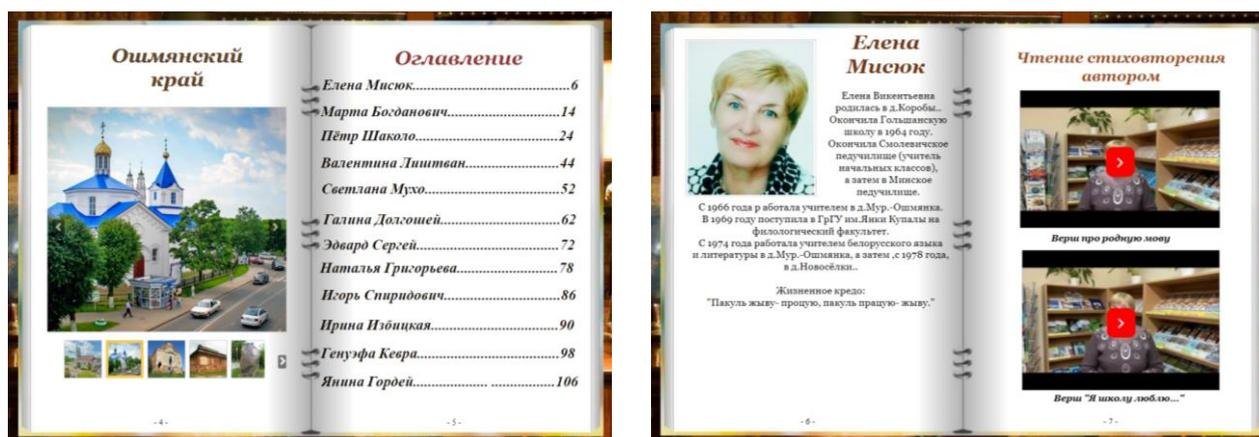 Ошмянский
край
- 4 -
Оглавление
Елена Мисюк......................................6
Марта Богданович...........................14
Пётр Шаколо...................................24
Валентина Лиштван.......................44
Светлана Мухо...............................52
Галина Долгошей............................62
Эдвард Сергей..................................72
Наталья Григорьева........................78
Игорь Спиридович...........................86
Ирина Избицкая..............................90
Генуэфа Кевра..................................98
Янина Гордей.................. .................106
- 5 -
Елена
Мисюк
Елена Викентьевна
родилась в д.Коробы..
Окончила Гольшанскую
школу в 1964 году.
Окончила Смолевичское
педучилище (учитель
начальных классов),
а затем в Минское
педучилище.
С 1966 года р аботала учителем в д.Мур.-Ошмянка.
В 1969 году поступила в ГрГУ им.Янки Купалы на
филологический факультет.
С 1974 года работала учителем белорусского языка
и литературы в д.Мур.-Ошмянка, а затем ,с 1978 года,
в д.Новосёлки..
Жизненное кредо:
"Пакуль жыву- процую, пакуль працую- жыву."
- 6 -
Чтение стихотворения
автором
Верш про родную мову
Верш "Я школу люблю..."
- 7 -